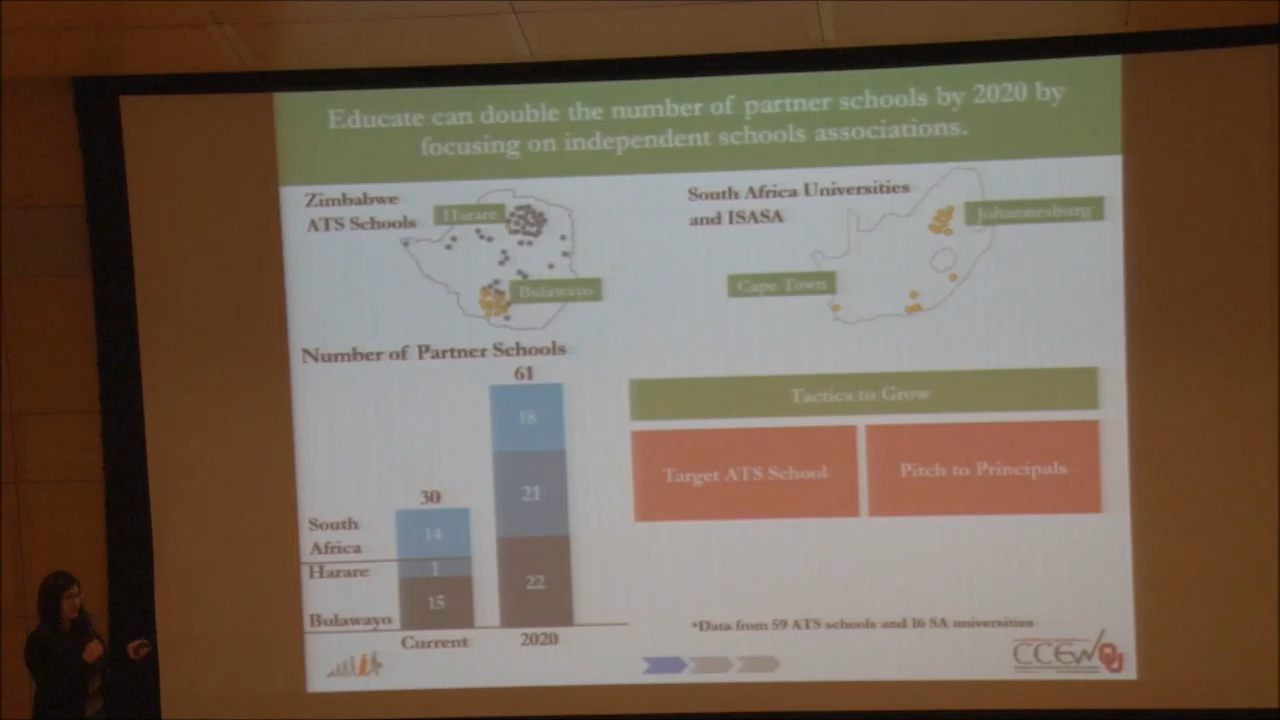 Educate can double the number of partner schools by 2020 by
focusing on independent schools associations.
Zimbabwe
ATS Schools
Harare
Bulawayo
South Africa Universities
and ISASA
Johannesburg
Cape Town
Number of Partner Schools
61
18
21
22
30
14
1
15
South
Africa
Harare
Bulawayo
Current
2020
Tactics to Grow
Target ATS School
Pitch to Principals
*Data from 59 ATS schools and 16 SA universities
CCEW
OU